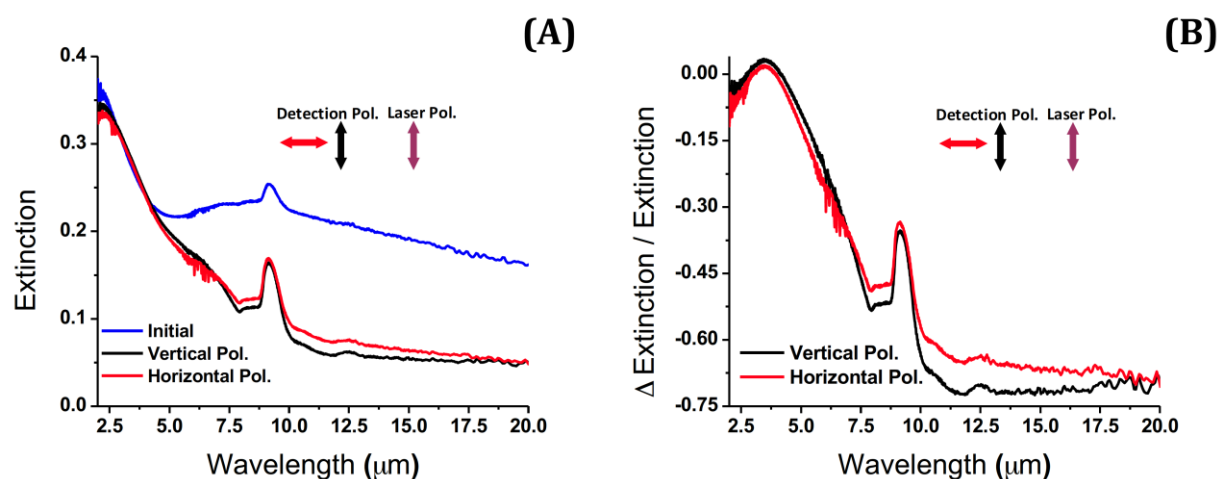 (A)
Extinction
0.4
0.3
0.2
0.1
0.0
Detection Pol. Laser Pol.
Initial
Vertical Pol.
Horizontal Pol.
2.5 5.0 7.5 10.0 12.5 15.0 17.5 20.0
Wavelength (μm)
(B)
Δ Extinction / Extinction
0.00
-0.15
-0.30
-0.45
-0.60
-0.75
Detection Pol. Laser Pol.
Vertical Pol.
Horizontal Pol.
2.5 5.0 7.5 10.0 12.5 15.0 17.5 20.0
Wavelength (μm)